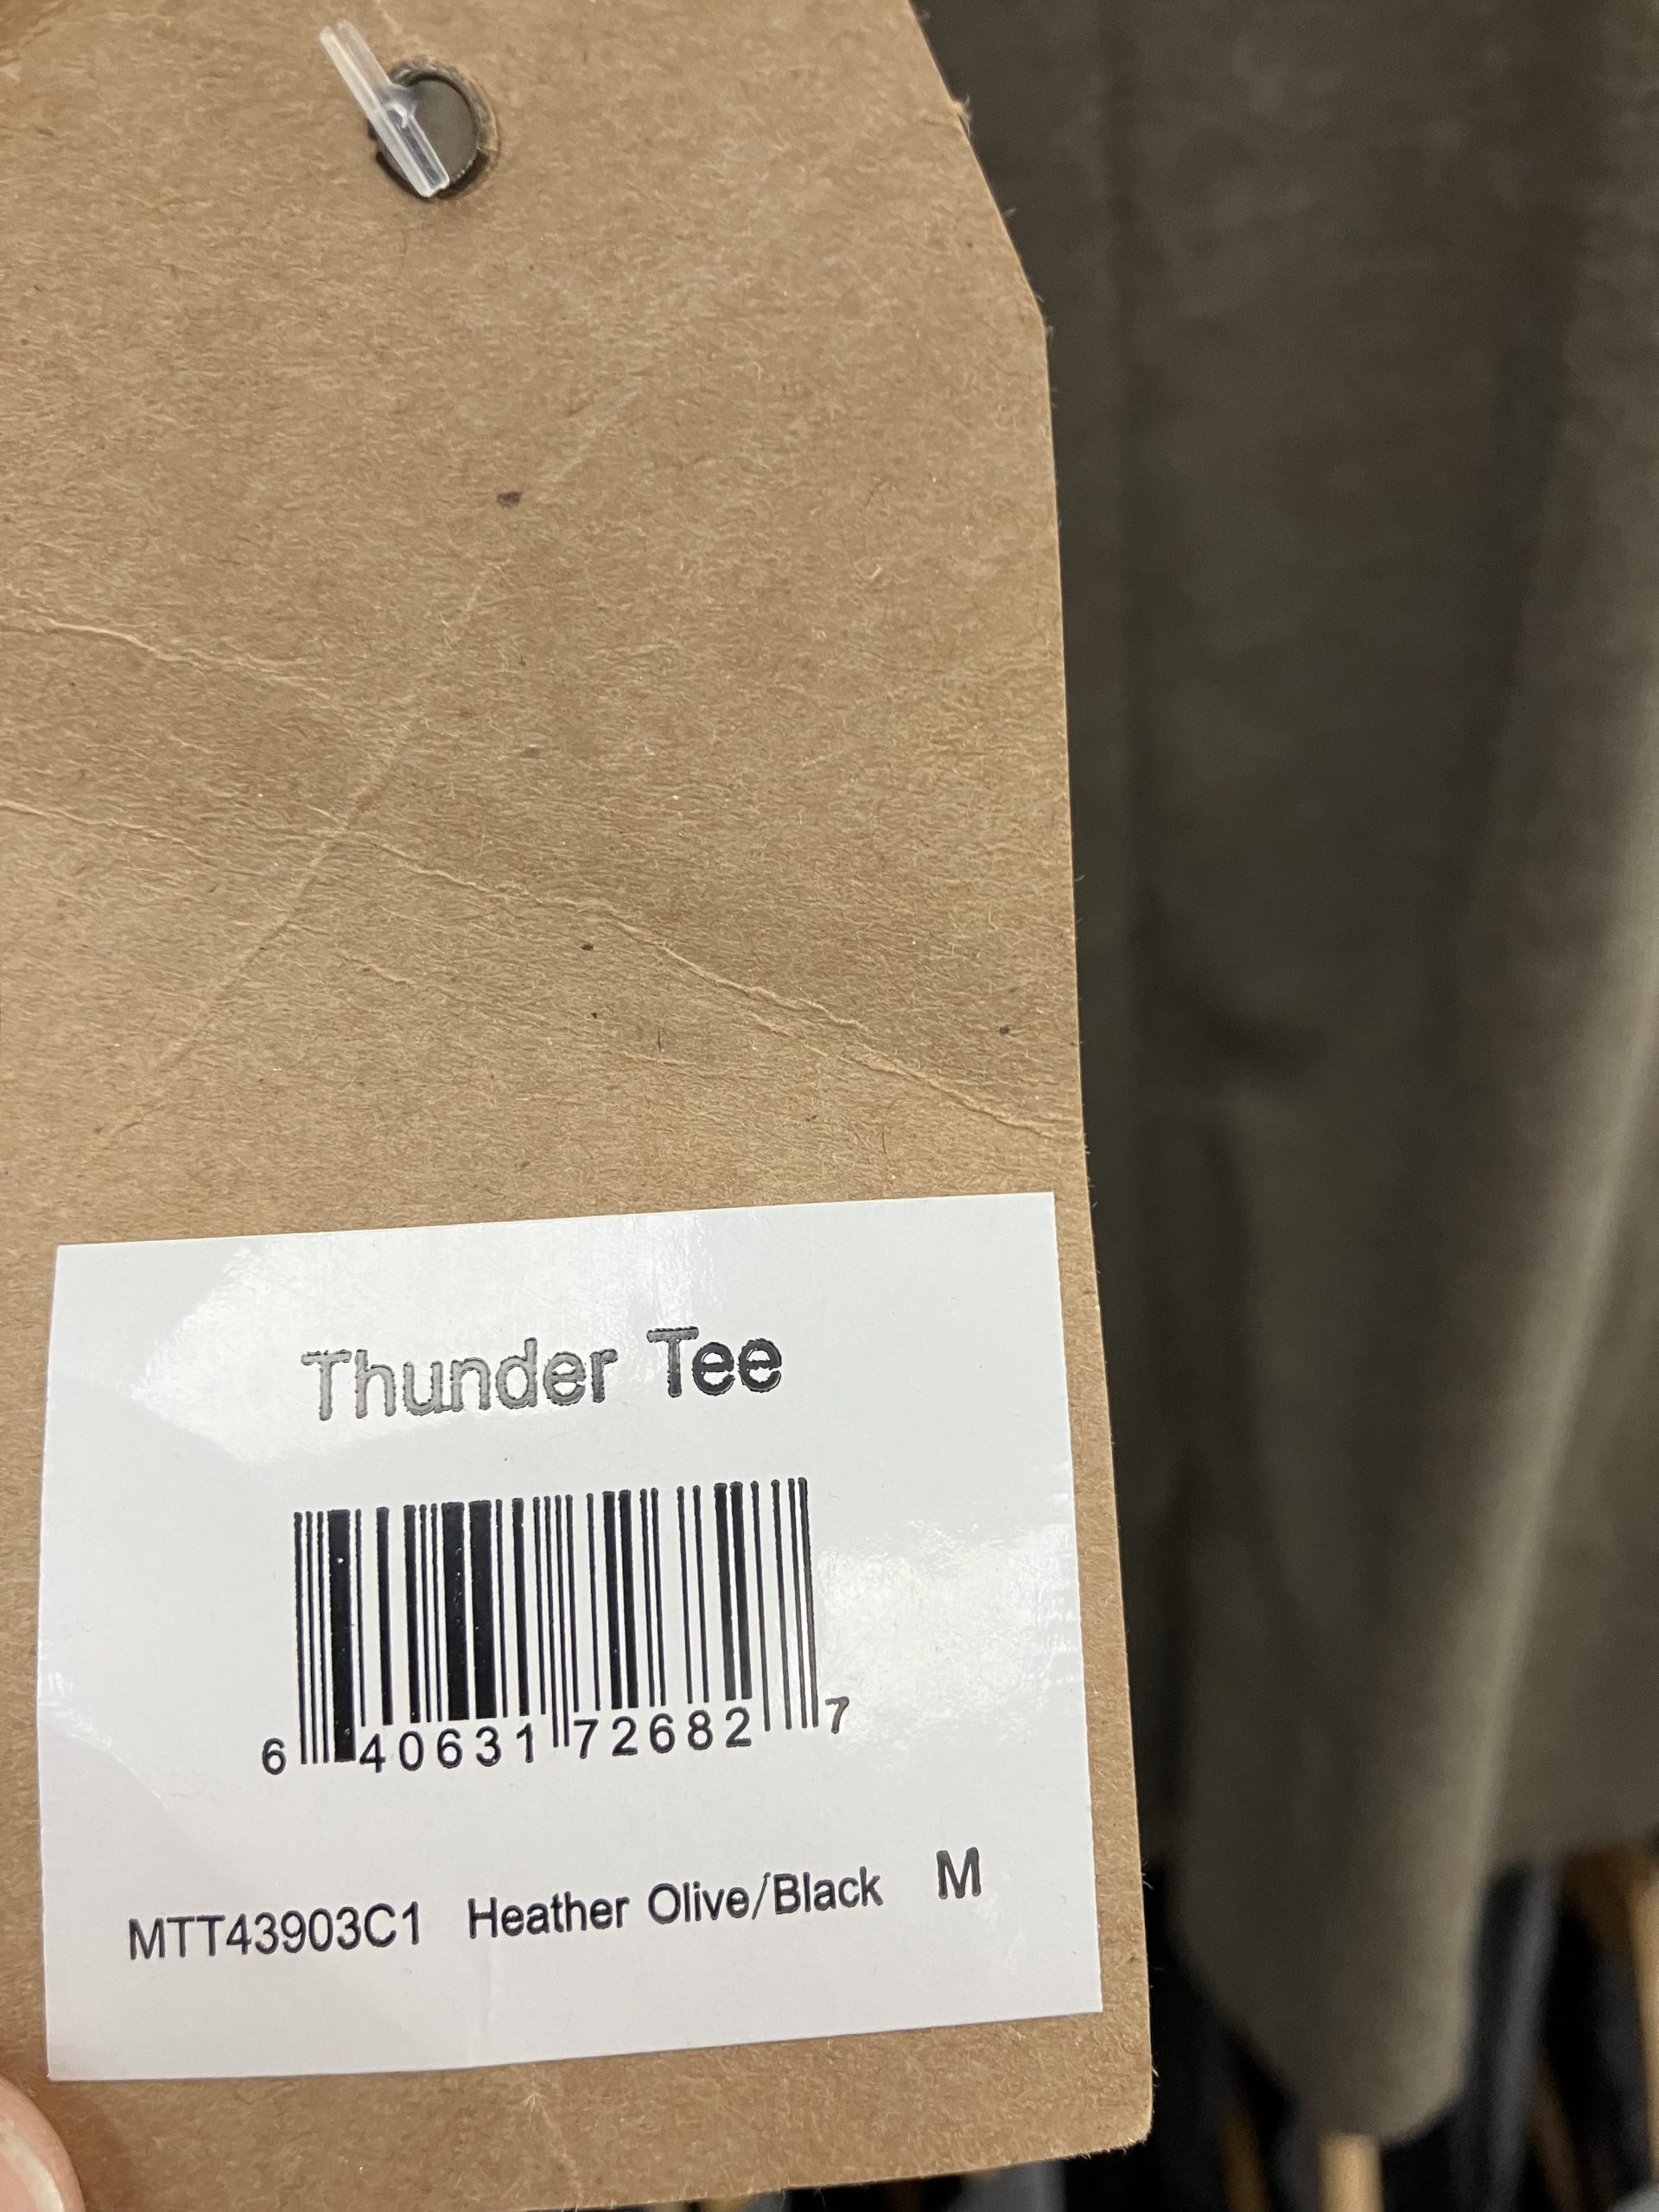 Thunder Tee
6 40631 72682 7
MTT43903C1 Heather Olive/Black M